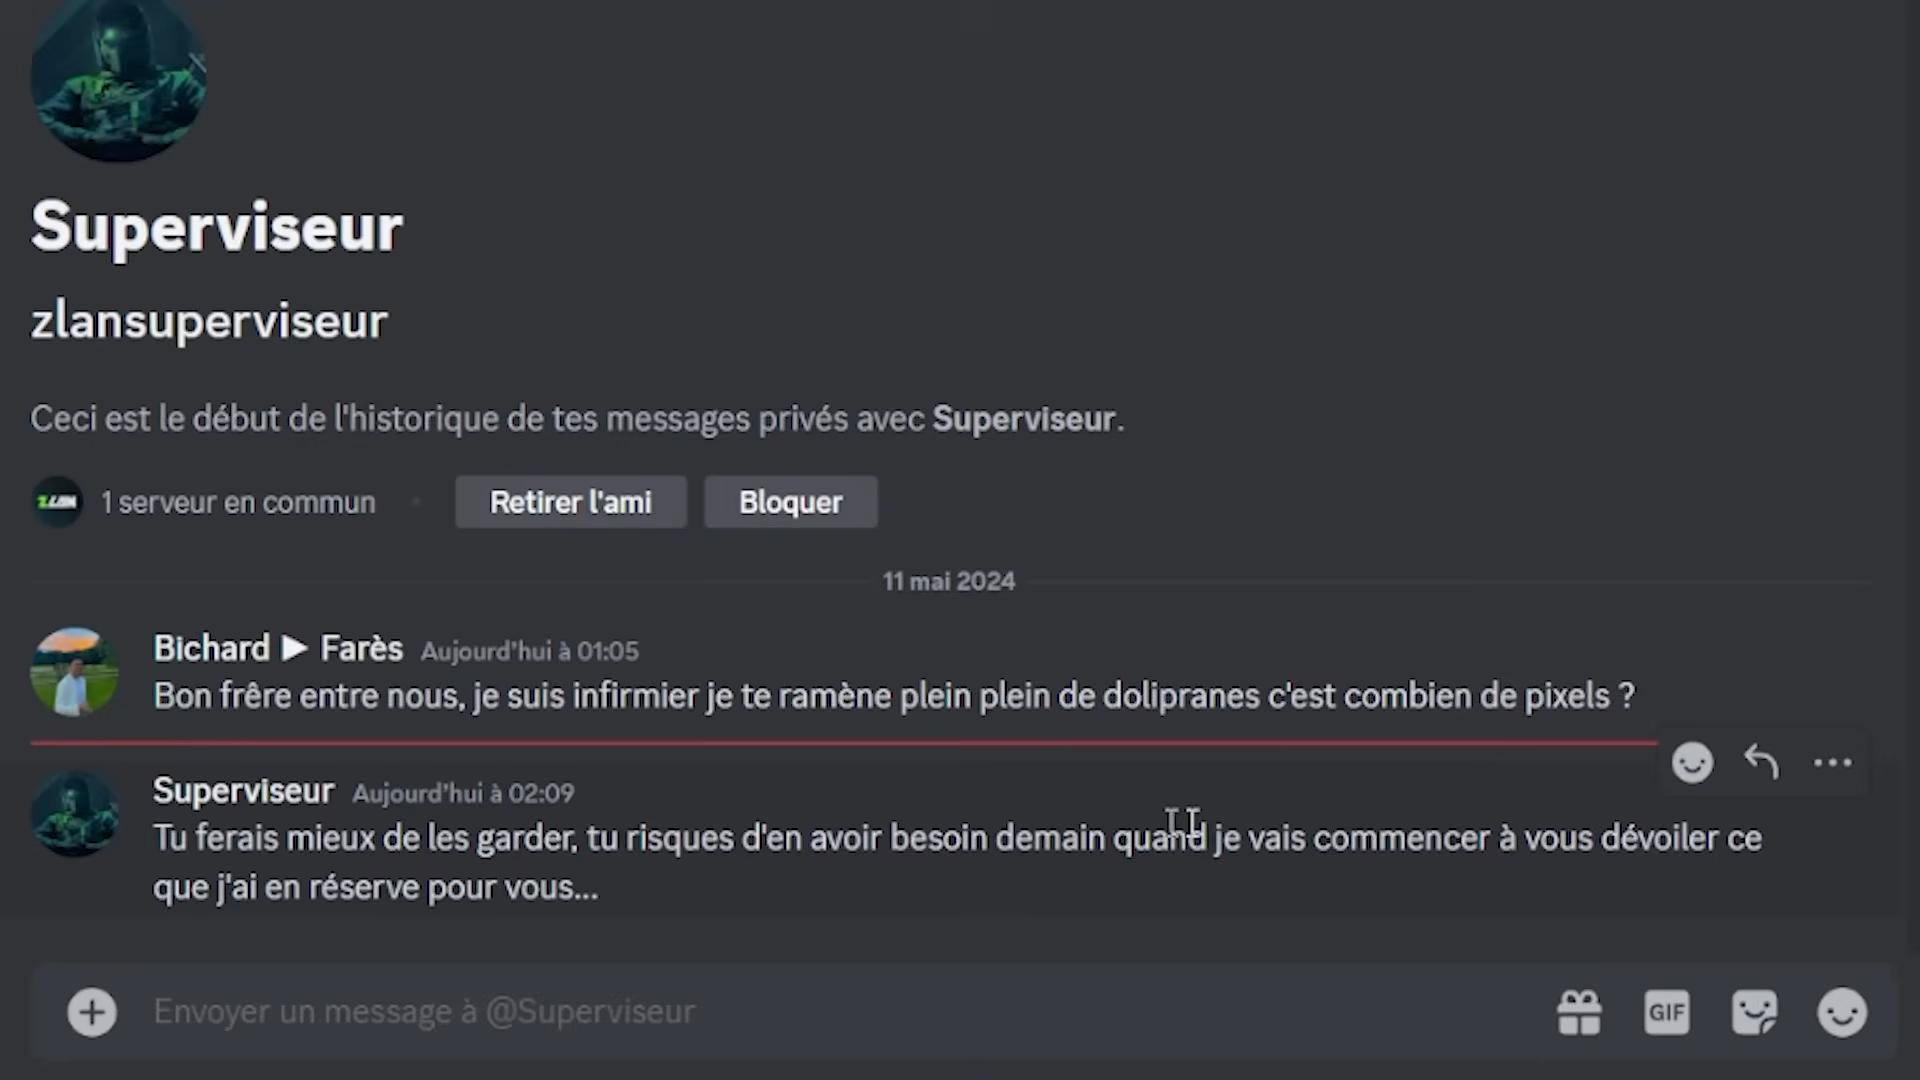 Superviseur
zlansuperviseur
Ceci est le début de l'historique de tes messages privés avec Superviseur.
ZLAN 1 serveur en commun Retirer l'ami Bloquer
11 mai 2024
Bichard ▶ Farès Aujourd'hui à 01:05
Bon frêre entre nous, je suis infirmier je te ramène plein plein de dolipranes c'est combien de pixels ?
Superviseur Aujourd'hui à 02:09
Tu ferais mieux de les garder, tu risques d'en avoir besoin demain quand je vais commencer à vous dévoiler ce
que j'ai en réserve pour vous...
Envoyer un message à @Superviseur GIF